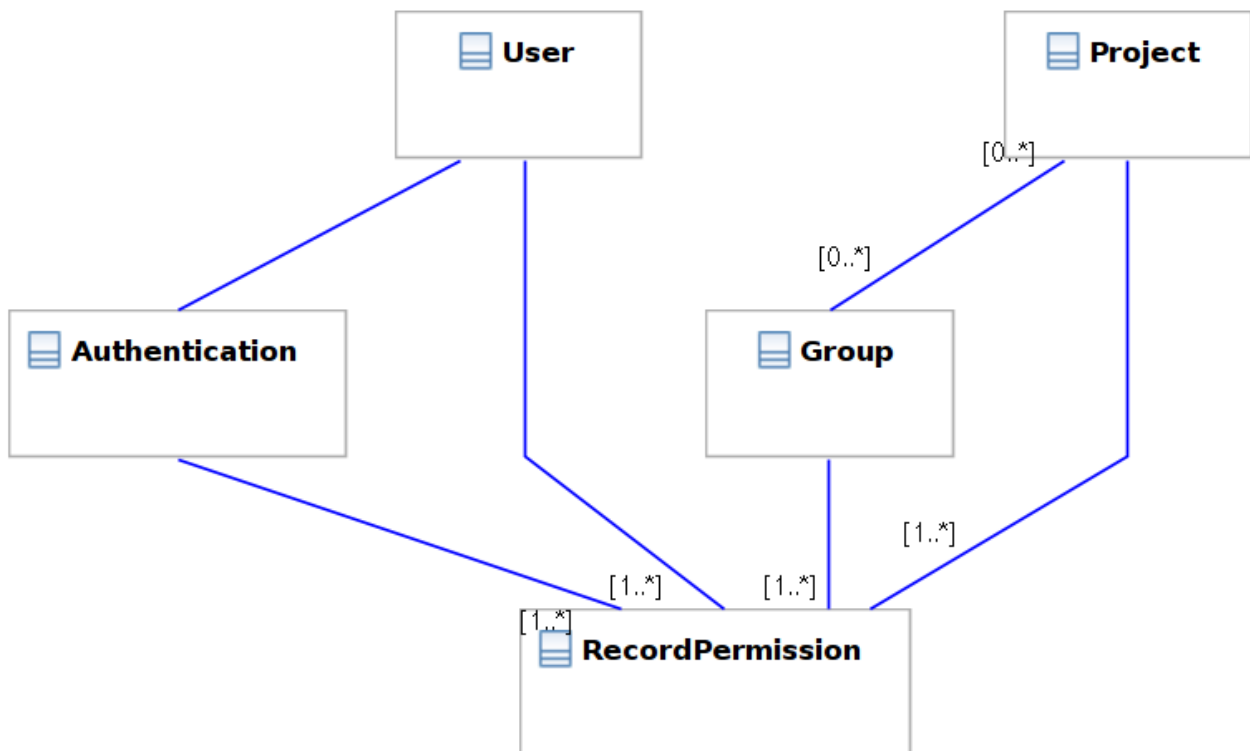 User
Project
[0..*]
[0..*]
Authentication
Group
[1..*]
[1..*]
[1..*]
[1..*]
RecordPermission